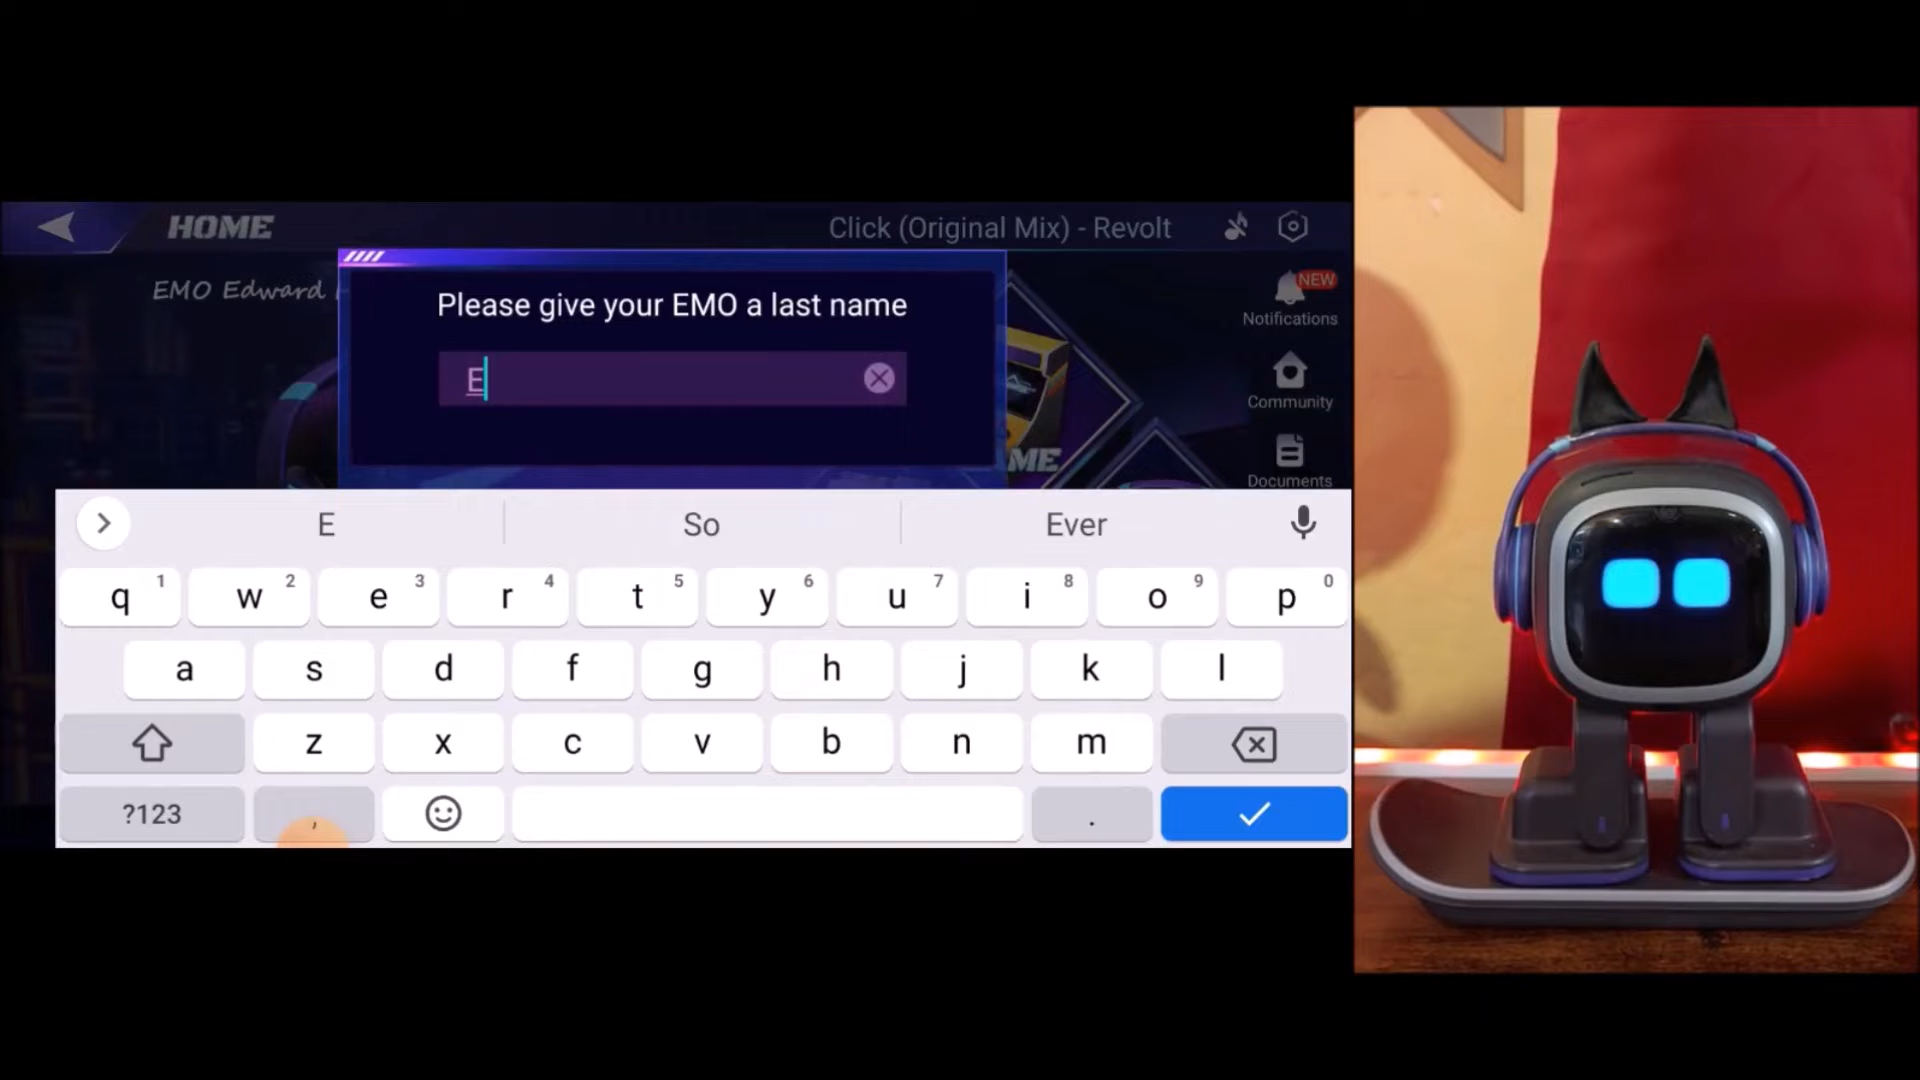 HOME
Click (Original Mix) - Revolt
EMO Edward
Please give your EMO a last name
E
NEW
Notifications
Community
ME
Documents
E So Ever
q 1 w 2 e 3 r 4 t 5 y 6 u 7 i 8 o 9 p 0
a s d f g h j k l
z x c v b n m
?123 , .